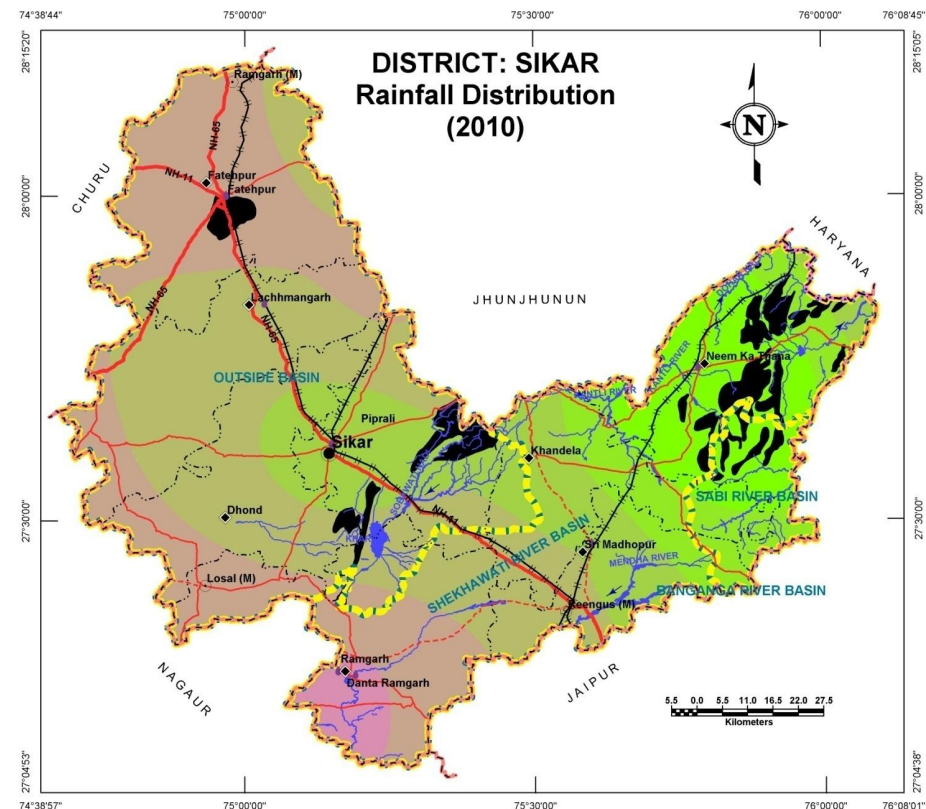 74°38'44"
75°00'00"
75°30'00"
76°00'00"
76°08'45"
28°15'20"
28°15'05"
DISTRICT: SIKAR
Rainfall Distribution
(2010)
N
Ramgarh (M)
NH-65
CHURU
NH-11
Fatehpur
Fatehpur
28°00'00"
28°00'00"
HARYANA
NH-65
Lachhmangarh
NH-65
JHUNJHUNUN
Neem Ka Thana
OUTSIDE BASIN
KANTLI RIVER
KANTLI RIVER
Piprali
Sikar
Khandela
SABI RIVER BASIN
Dhond
NH-11
27°30'00"
27°30'00"
SHEKHAWATI RIVER BASIN
Sri Madhopur
MENDHA RIVER
Losal (M)
BANGANGA RIVER BASIN
Reengus (M)
NAGAUR
Ramgarh
Danta Ramgarh
JAIPUR
5.5 0.0 5.5 11.0 16.5 22.0 27.5
Kilometers
27°04'53"
27°04'38"
74°38'57"
75°00'00"
75°30'00"
76°00'00"
76°08'01"